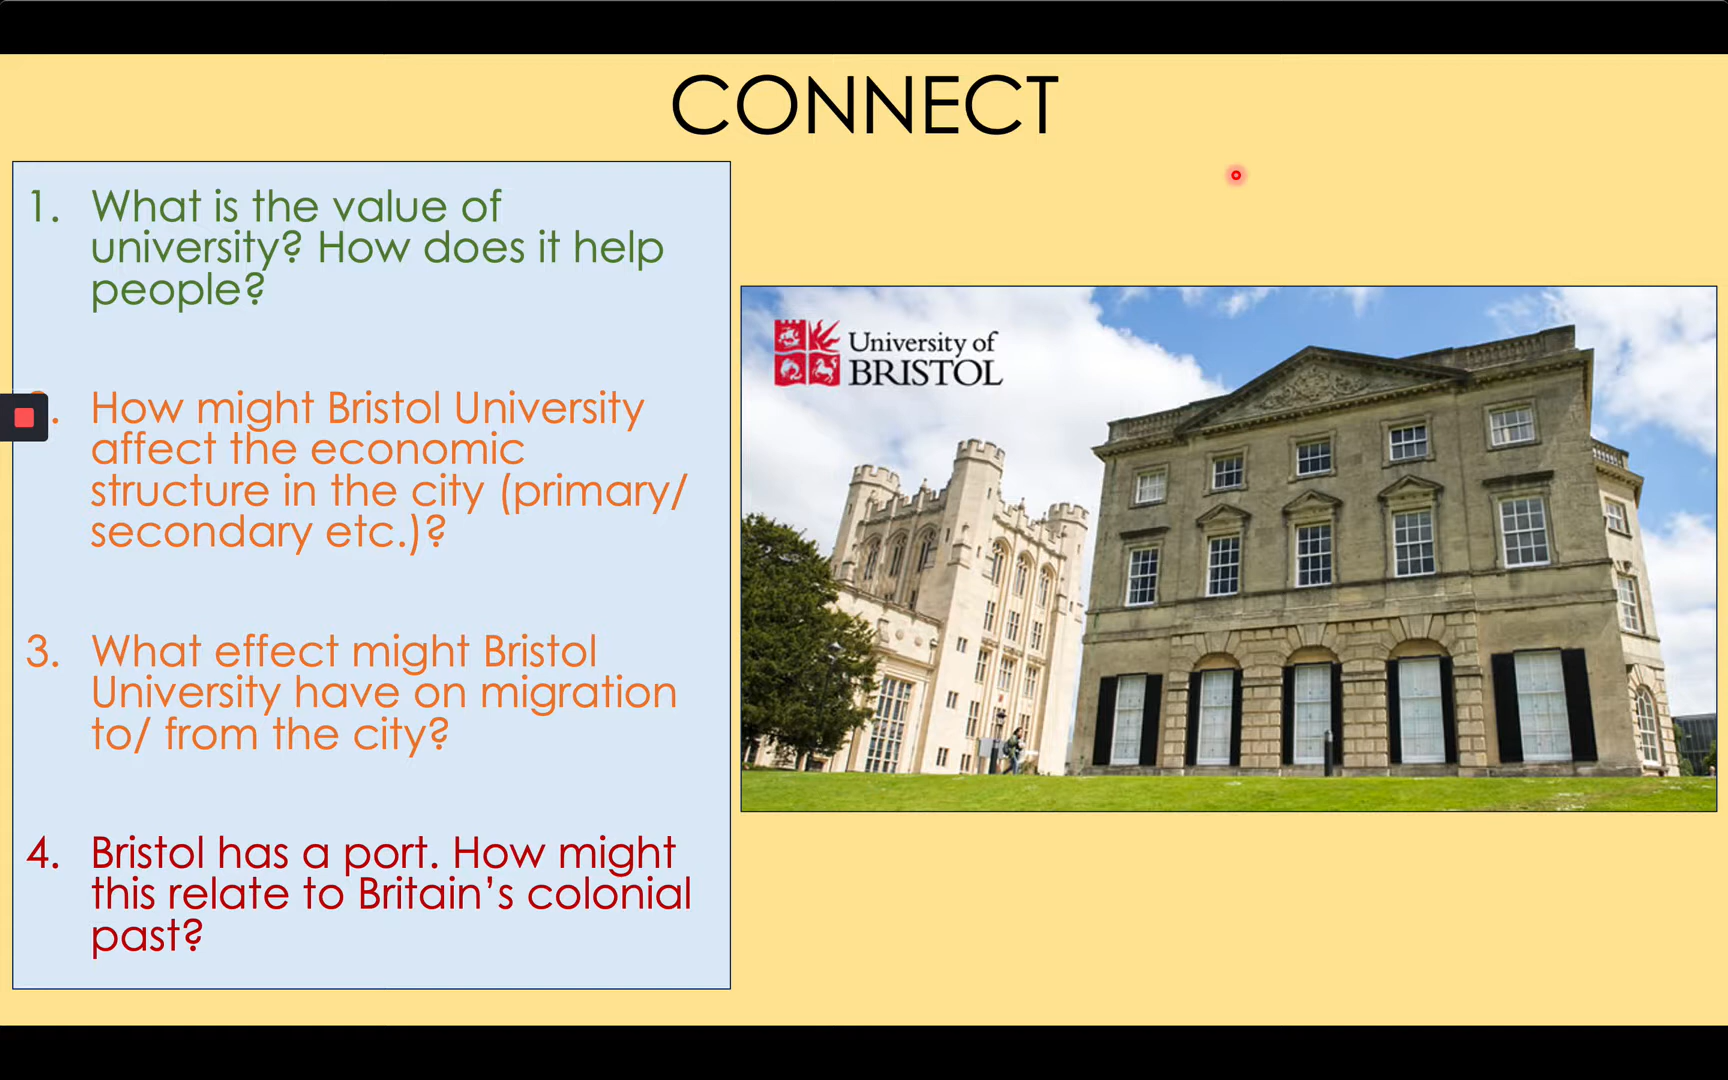 CONNECT
1. What is the value of
university? How does it help
people?
. How might Bristol University
affect the economic
structure in the city (primary/
secondary etc.)?
3. What effect might Bristol
University have on migration
to/ from the city?
4. Bristol has a port. How might
this relate to Britain’s colonial
past?
University of
BRISTOL